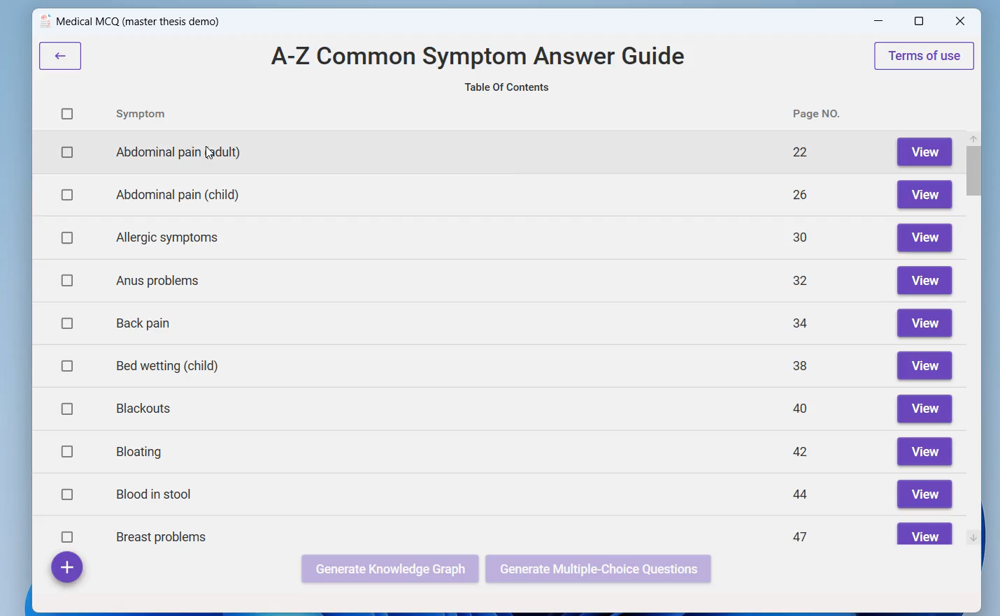 Medical MCQ (master thesis demo)
A-Z Common Symptom Answer Guide
Terms of use
Table Of Contents
Symptom Page NO.
Abdominal pain (adult) 22 View
Abdominal pain (child) 26 View
Allergic symptoms 30 View
Anus problems 32 View
Back pain 34 View
Bed wetting (child) 38 View
Blackouts 40 View
Bloating 42 View
Blood in stool 44 View
Breast problems 47 View
Generate Knowledge Graph Generate Multiple-Choice Questions